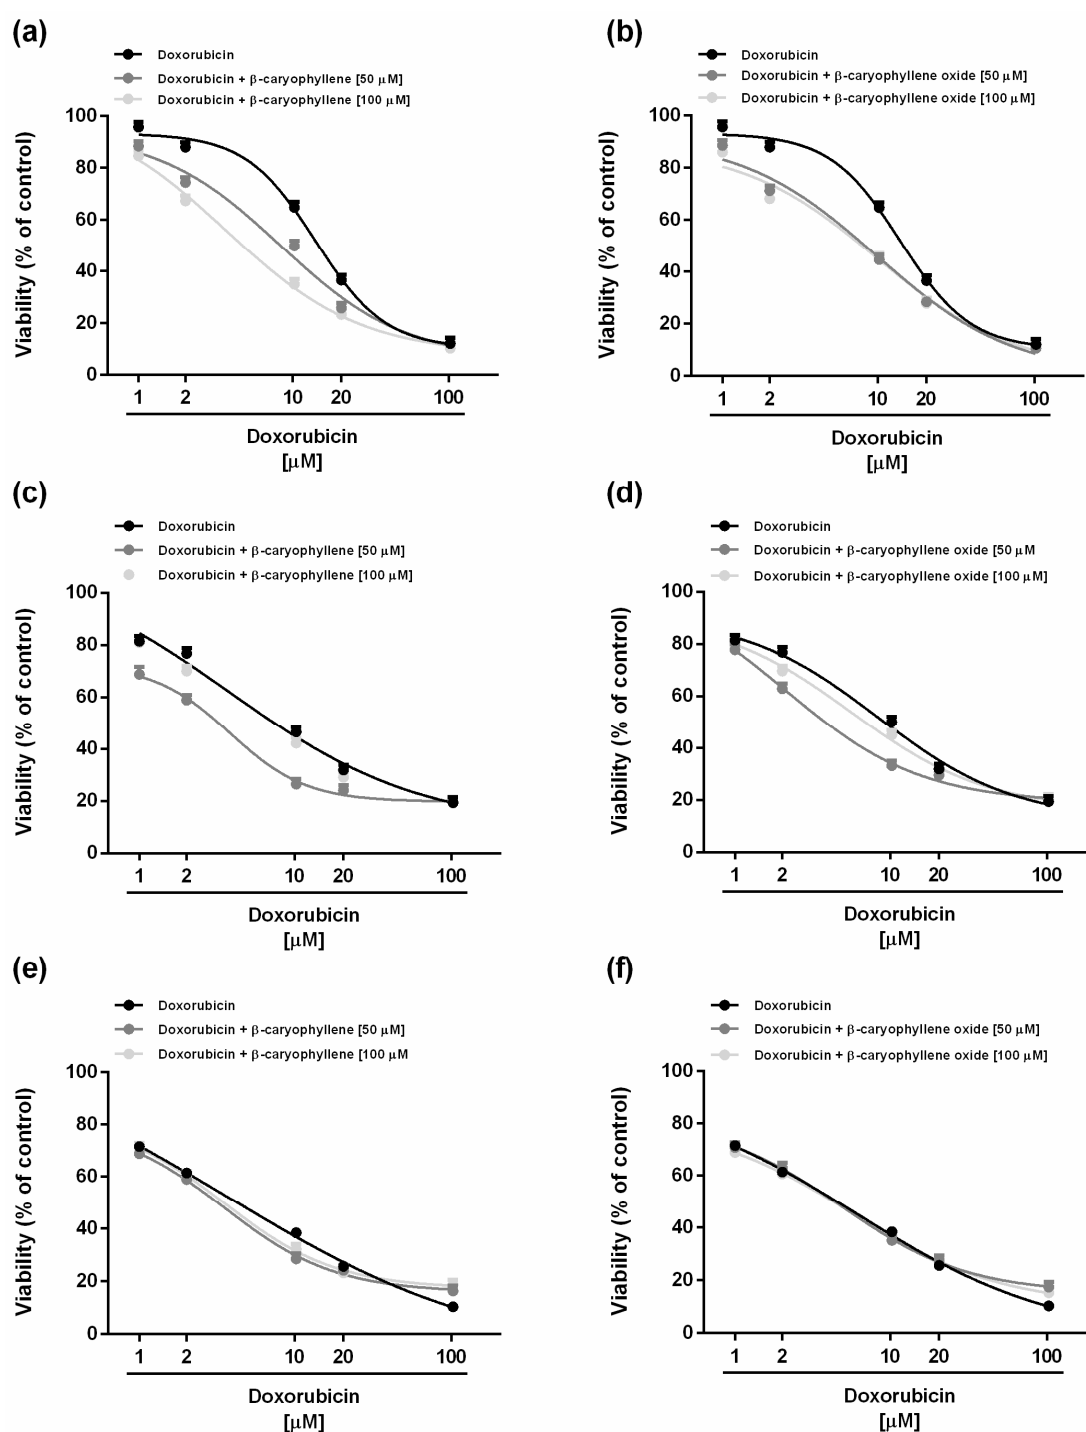 (a)
Doxorubicin
Doxorubicin + β-caryophyllene [50 μM]
Doxorubicin + β-caryophyllene [100 μM]
Viability (% of control)
100
80
60
40
20
0
1 2 10 20 100
Doxorubicin
[μM]
(b)
Doxorubicin
Doxorubicin + β-caryophyllene oxide [50 μM]
Doxorubicin + β-caryophyllene oxide [100 μM]
Viability (% of control)
100
80
60
40
20
0
1 2 10 20 100
Doxorubicin
[μM]
(c)
Doxorubicin
Doxorubicin + β-caryophyllene [50 μM]
Doxorubicin + β-caryophyllene [100 μM]
Viability (% of control)
100
80
60
40
20
0
1 2 10 20 100
Doxorubicin
[μM]
(d)
Doxorubicin
Doxorubicin + β-caryophyllene oxide [50 μM
Doxorubicin + β-caryophyllene oxide [100 μM]
Viability (% of control)
100
80
60
40
20
0
1 2 10 20 100
Doxorubicin
[μM]
(e)
Doxorubicin
Doxorubicin + β-caryophyllene [50 μM]
Doxorubicin + β-caryophyllene [100 μM
Viability (% of control)
100
80
60
40
20
0
1 2 10 20 100
Doxorubicin
[μM]
(f)
Doxorubicin
Doxorubicin + β-caryophyllene oxide [50 μM]
Doxorubicin + β-caryophyllene oxide [100 μM]
Viability (% of control)
100
80
60
40
20
0
1 2 10 20 100
Doxorubicin
[μM]